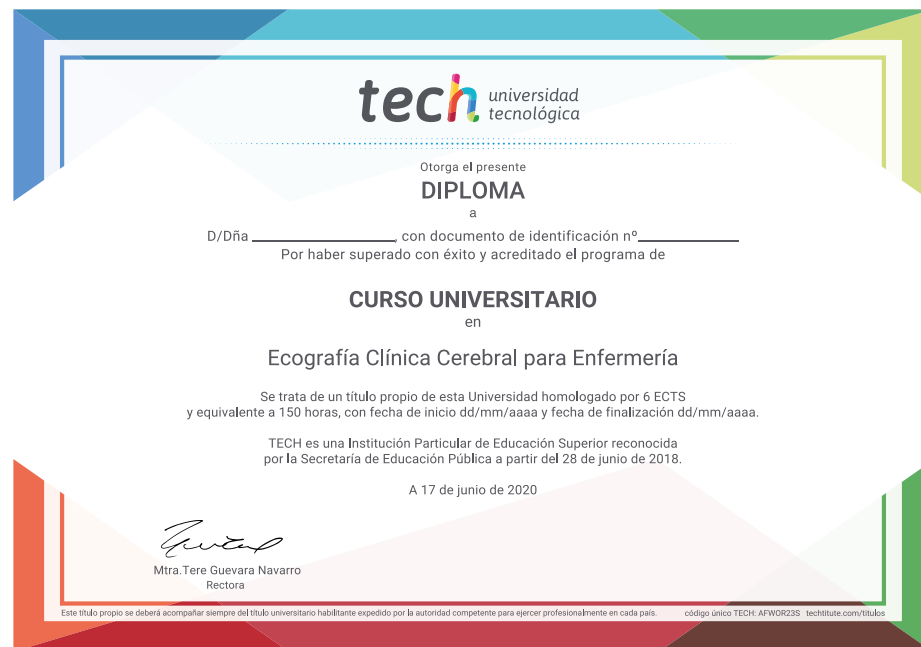 tech universidad
tecnológica
Otorga el presente
DIPLOMA
a
D/Dña ____________, con documento de identificación nº____________
Por haber superado con éxito y acreditado el programa de
CURSO UNIVERSITARIO
en
Ecografía Clínica Cerebral para Enfermería
Se trata de un título propio de esta Universidad homologado por 6 ECTS
y equivalente a 150 horas, con fecha de inicio dd/mm/aaaa y fecha de finalización dd/mm/aaaa.
TECH es una Institución Particular de Educación Superior reconocida
por la Secretaría de Educación Pública a partir del 28 de junio de 2018.
A 17 de junio de 2020
Mtra.Tere Guevara Navarro
Rectora
Este título propio se deberá acompañar siempre del título universitario habilitante expedido por la autoridad competente para ejercer profesionalmente en cada país. código único TECH: AFWOR23S techtitute.com/titulos